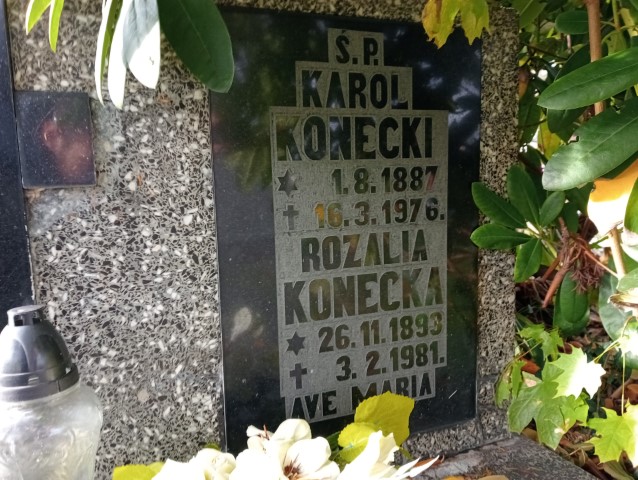 Ś.P.
KAROL
KONECKI
* 1.8.1887
† 16.3.1976.
ROZALIA
KONECKA
* 26.11.1893
† 3.2.1981.
AVE MARIA